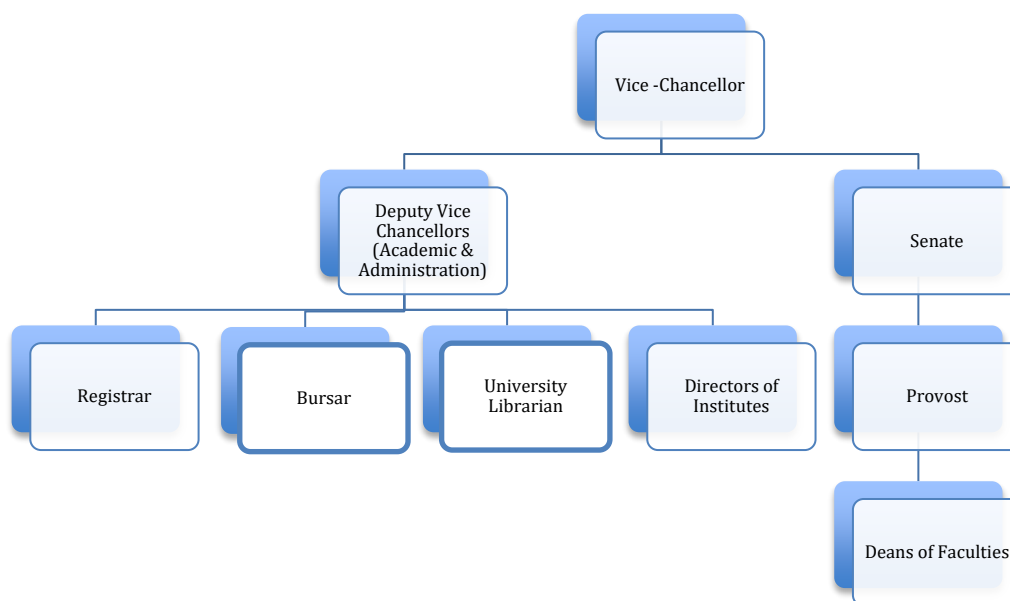 Vice -Chancellor
Deputy Vice
Chancellors
(Academic &
Administration)
Senate
Registrar
Bursar
University
Librarian
Directors of
Institutes
Provost
Deans of Faculties